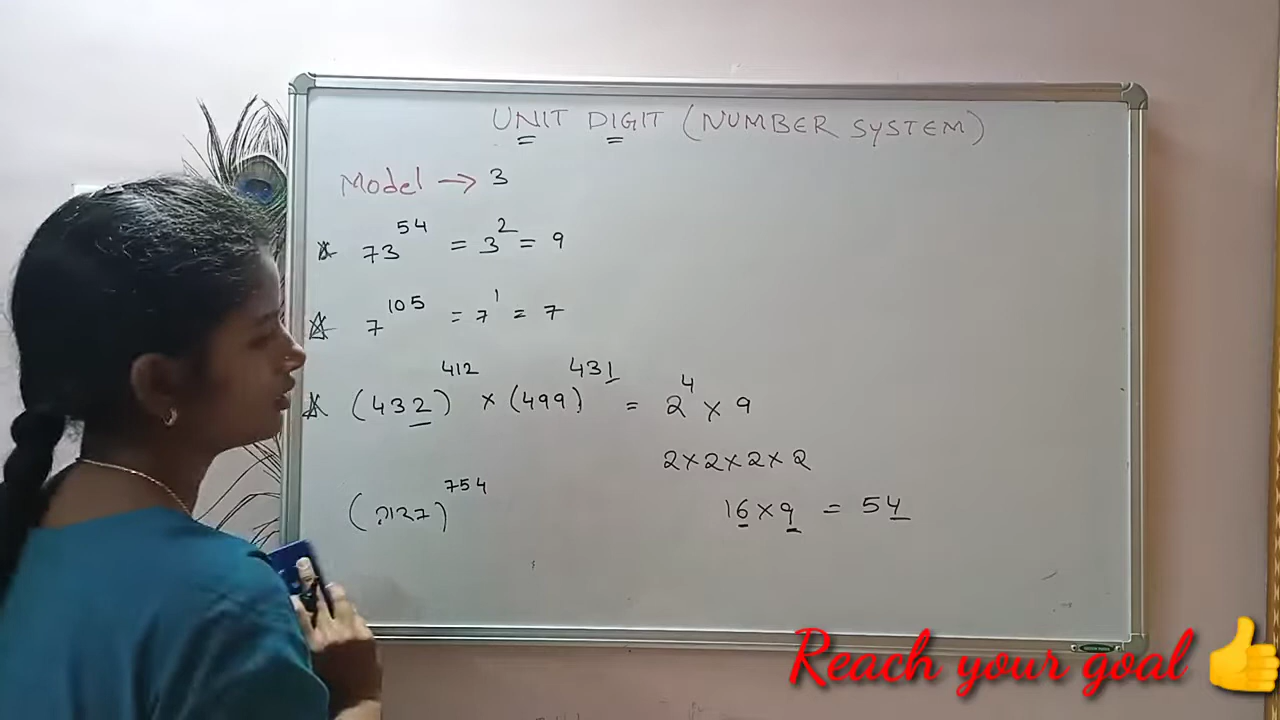 UNIT DIGIT (NUMBER SYSTEM)
Model → 3
73^54 = 3^2 = 9
7^105 = 7^1 = 7
(432)^412 × (499)^431 = 2^4 × 9
2×2×2×2
16×9 = 54
(2127)^754
Reach your goal 👍